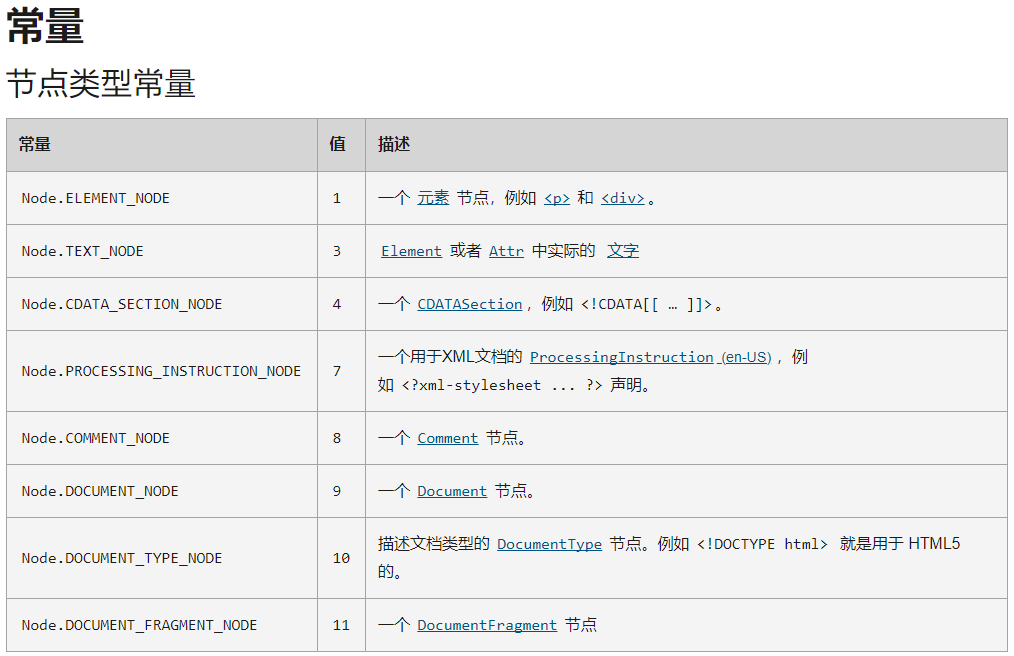 常量
节点类型常量
常量 值 描述
Node.ELEMENT_NODE 1 一个 元素 节点，例如 <p> 和 <div>。
Node.TEXT_NODE 3 Element 或者 Attr 中实际的 文字
Node.CDATA_SECTION_NODE 4 一个 CDATASection，例如 <!CDATA[[ … ]]>。
Node.PROCESSING_INSTRUCTION_NODE 7 一个用于XML文档的 ProcessingInstruction (en-US) ，例
如 <?xml-stylesheet ... ?> 声明。
Node.COMMENT_NODE 8 一个 Comment 节点。
Node.DOCUMENT_NODE 9 一个 Document 节点。
Node.DOCUMENT_TYPE_NODE 10 描述文档类型的 DocumentType 节点。例如 <!DOCTYPE html> 就是用于 HTML5
的。
Node.DOCUMENT_FRAGMENT_NODE 11 一个 DocumentFragment 节点